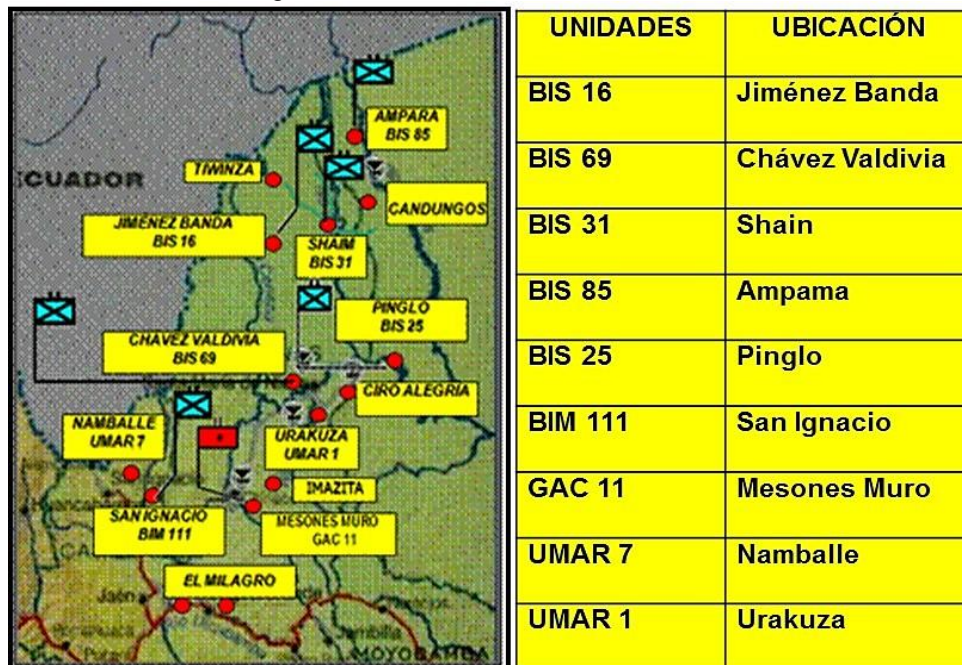 AMPARA
BIS 85
TIWINZA
ECUADOR
CANDUNGOS
JIMÉNEZ BANDA
BIS 16
SHAIM
BIS 31
PINGLO
BIS 25
CHÁVEZ VALDIVIA
BIS 69
CIRO ALEGRIA
NAMBALLE
UMAR 7
URAKUZA
UMAR 1
IMAZITA
SAN IGNACIO
BIM 111
MESONES MURO
GAC 11
EL MILAGRO
Jaén
MOYOBAMBA
UNIDADES UBICACIÓN
BIS 16 Jiménez Banda
BIS 69 Chávez Valdivia
BIS 31 Shain
BIS 85 Ampama
BIS 25 Pinglo
BIM 111 San Ignacio
GAC 11 Mesones Muro
UMAR 7 Namballe
UMAR 1 Urakuza